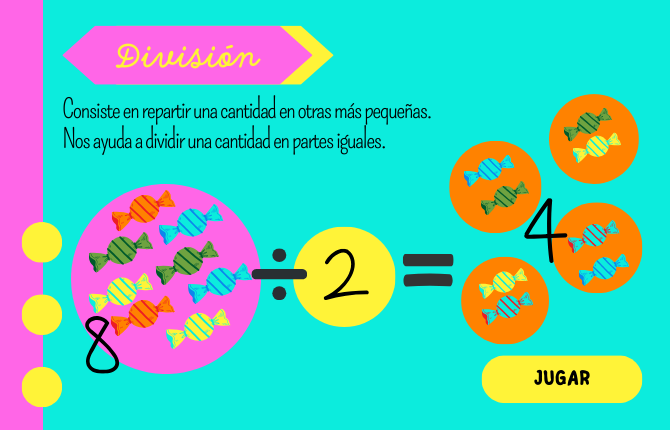 División
Consiste en repartir una cantidad en otras más pequeñas.
Nos ayuda a dividir una cantidad en partes iguales.
8 ÷ 2 = 4
JUGAR